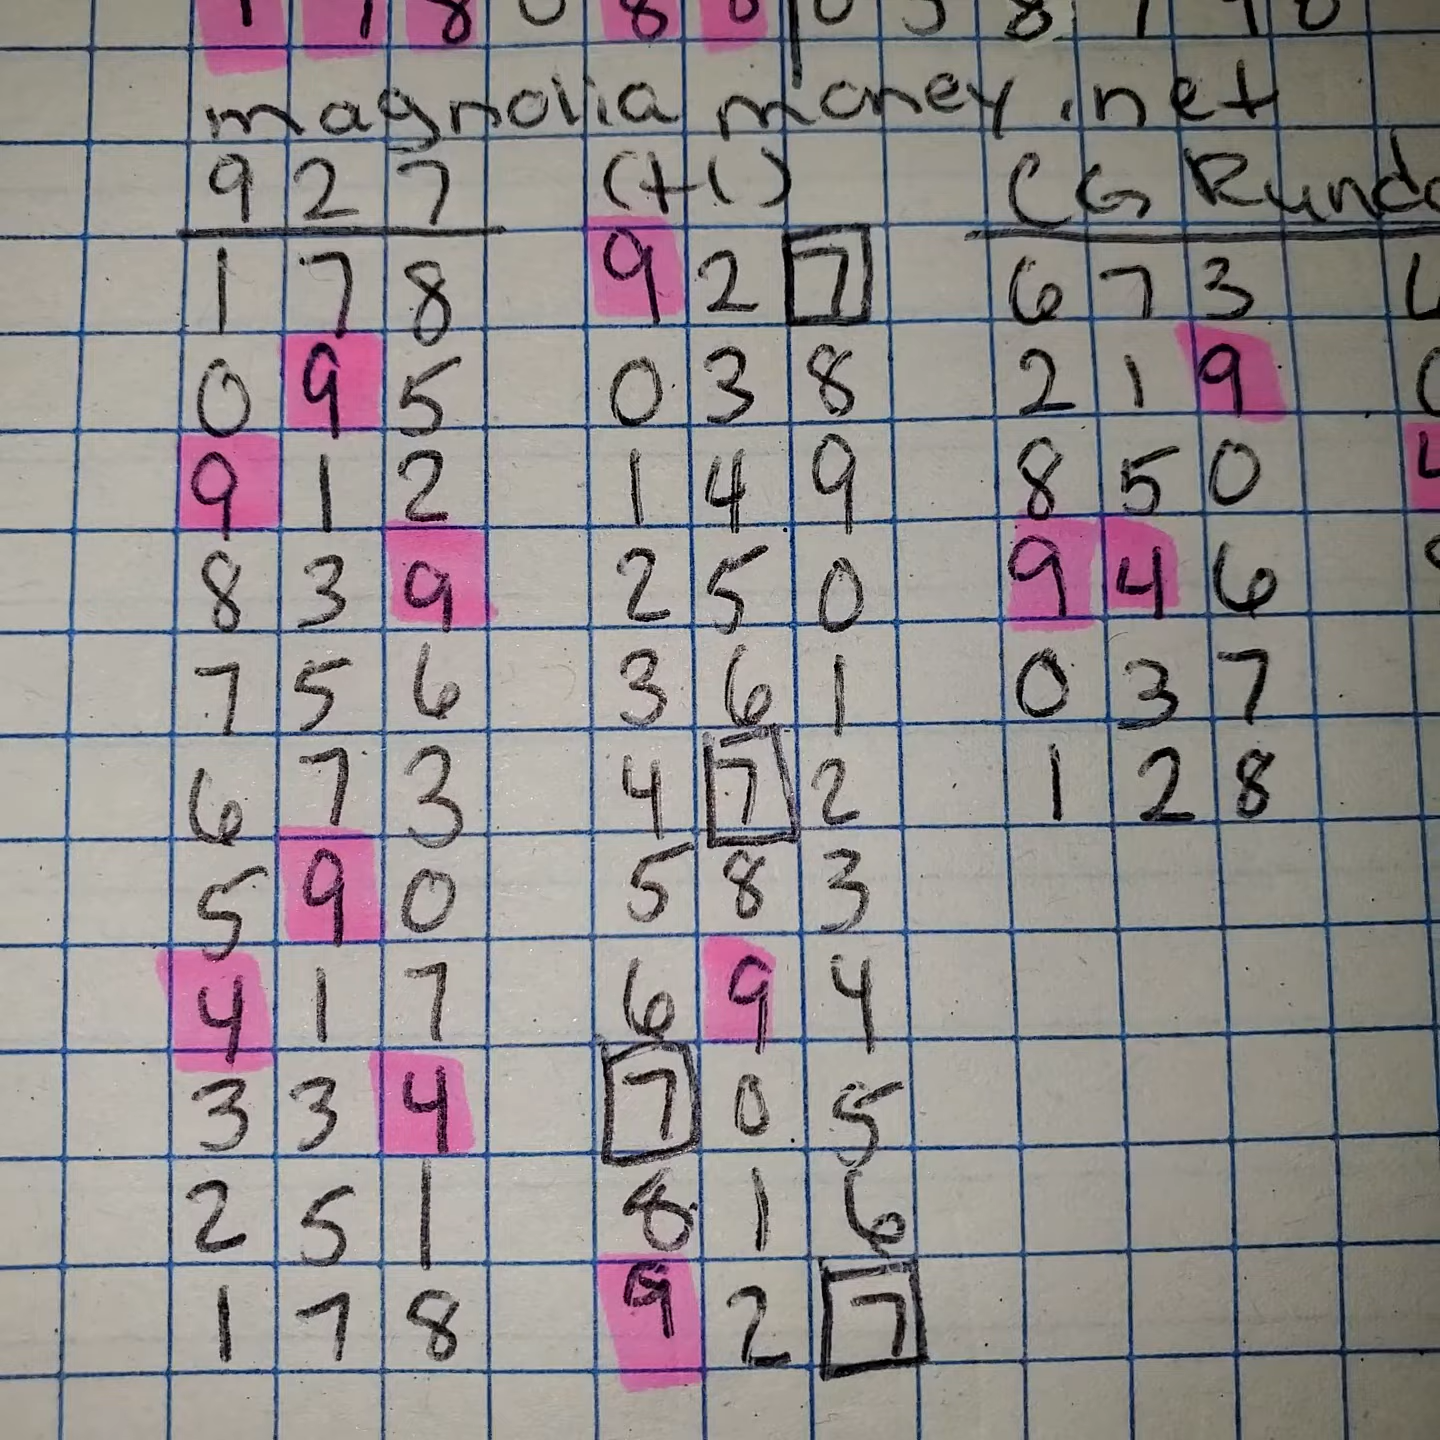 magnolia money.net
9 2 7 (+1) CG Rund
1 7 8 9 2 7 6 7 3
0 9 5 0 3 8 2 1 9
9 1 2 1 4 9 8 5 0
8 3 9 2 5 0 9 4 6
7 5 6 3 6 1 0 3 7
6 7 3 4 7 2 1 2 8
5 9 0 5 8 3
4 1 7 6 9 4
3 3 4 7 0 5
2 5 1 8 1 6
1 7 8 9 2 7